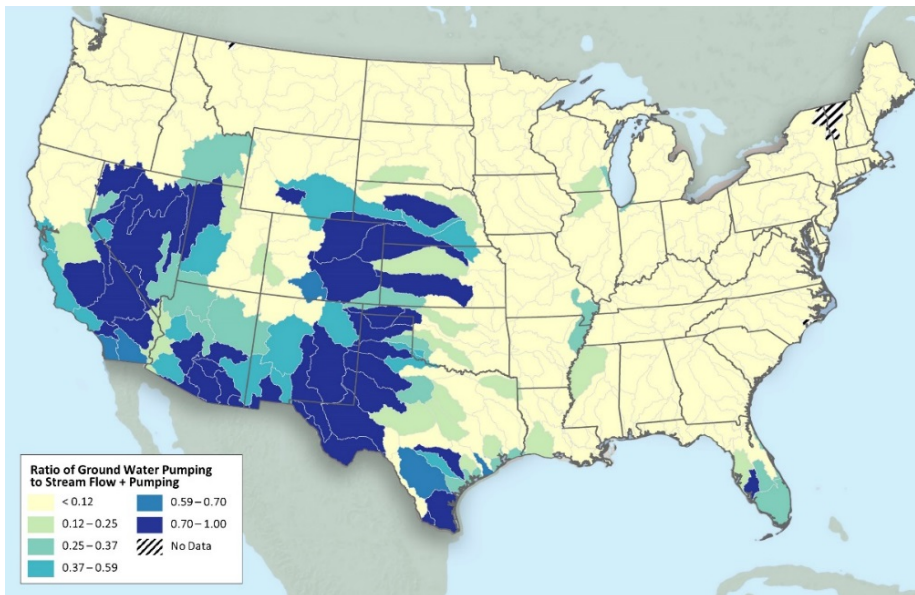 Ratio of Ground Water Pumping
to Stream Flow + Pumping
< 0.12
0.12 – 0.25
0.25 – 0.37
0.37 – 0.59
0.59 – 0.70
0.70 – 1.00
No Data